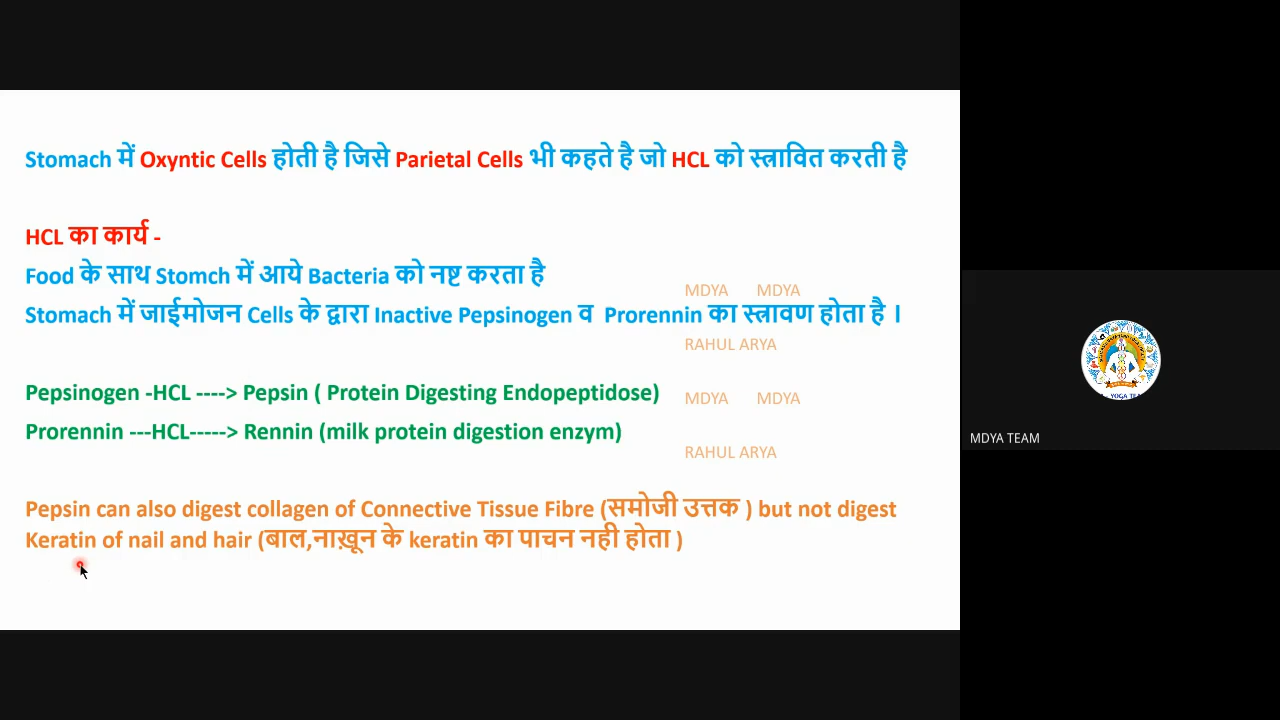 Stomach में Oxyntic Cells होती है जिसे Parietal Cells भी कहते है जो HCL को स्त्रावित करती है
HCL का कार्य -
Food के साथ Stomch में आये Bacteria को नष्ट करता है
MDYA MDYA
Stomach में जाईमोजन Cells के द्वारा Inactive Pepsinogen व Prorennin का स्त्रावण होता है ।
RAHUL ARYA
Pepsinogen -HCL ----> Pepsin ( Protein Digesting Endopeptidose)
MDYA MDYA
Prorennin ---HCL-----> Rennin (milk protein digestion enzym)
RAHUL ARYA
Pepsin can also digest collagen of Connective Tissue Fibre (समोजी उत्तक ) but not digest
Keratin of nail and hair (बाल,नाख़ून के keratin का पाचन नही होता )
YOGA TEA
MDYA TEAM